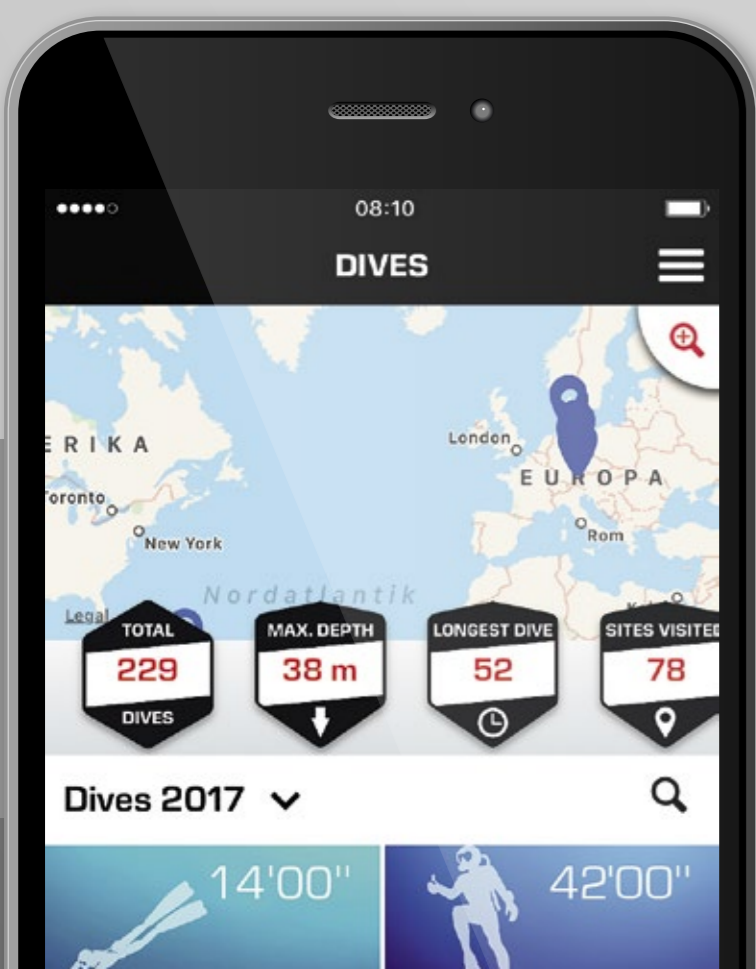 08:10
DIVES
ERIKA
London
EUROPA
Toronto
New York
Rom
Nordatlantik
Legal
TOTAL
229
DIVES
MAX. DEPTH
38 m
LONGEST DIVE
52
SITES VISITED
78
Dives 2017
14'00"
42'00"